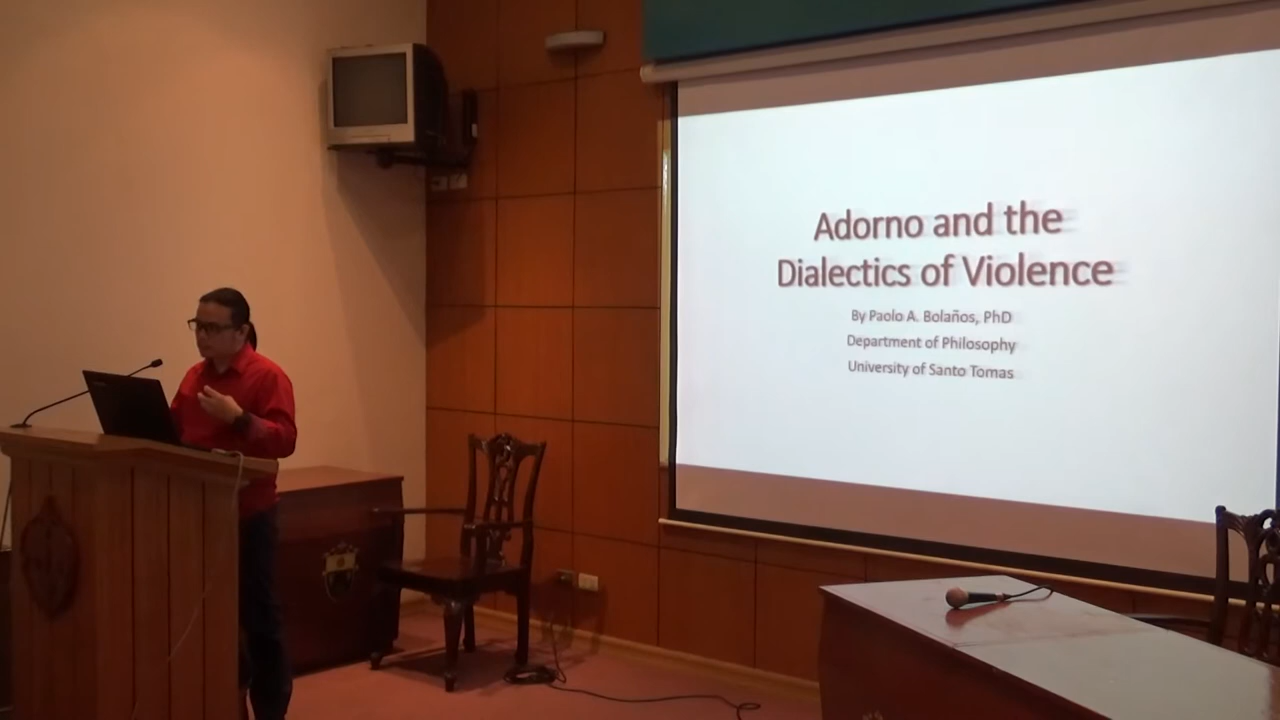 Adorno and the
Dialectics of Violence
By Paolo A. Bolaños, PhD
Department of Philosophy
University of Santo Tomas